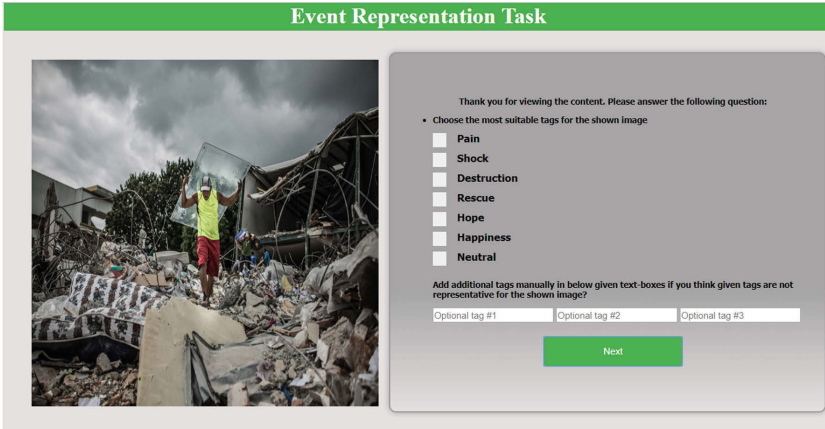 Event Representation Task
Thank you for viewing the content. Please answer the following question:
• Choose the most suitable tags for the shown image
Pain
Shock
Destruction
Rescue
Hope
Happiness
Neutral
Add additional tags manually in below given text-boxes if you think given tags are not
representative for the shown image?
Optional tag #1 Optional tag #2 Optional tag #3
Next